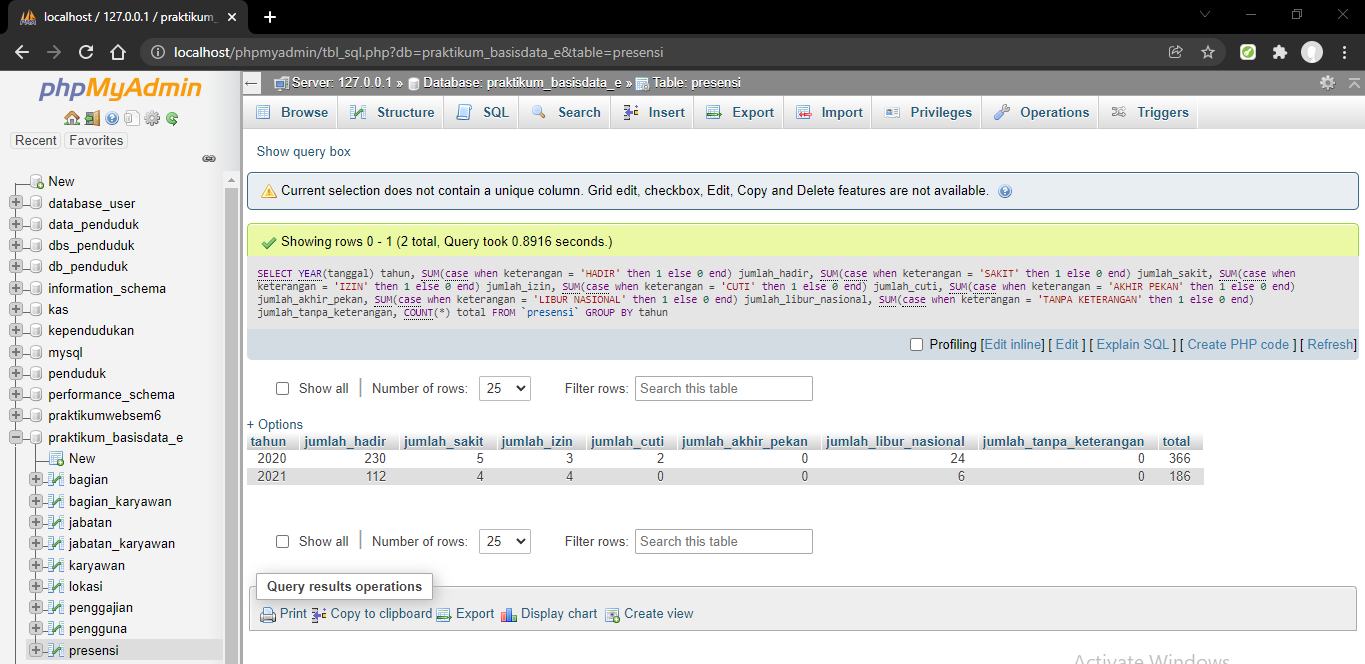 localhost / 127.0.0.1 / praktikum_
localhost/phpmyadmin/tbl_sql.php?db=praktikum_basisdata_e&table=presensi
phpMyAdmin
Recent Favorites
New
database_user
data_penduduk
dbs_penduduk
db_penduduk
information_schema
kas
kependudukan
mysql
penduduk
performance_schema
praktikumwebsem6
praktikum_basisdata_e
New
bagian
bagian_karyawan
jabatan
jabatan_karyawan
karyawan
lokasi
penggajian
pengguna
presensi
Server: 127.0.0.1 » Database: praktikum_basisdata_e » Table: presensi
Browse Structure SQL Search Insert Export Import Privileges Operations Triggers
Show query box
Current selection does not contain a unique column. Grid edit, checkbox, Edit, Copy and Delete features are not available.
Showing rows 0 - 1 (2 total, Query took 0.8916 seconds.)
SELECT YEAR(tanggal) tahun, SUM(case when keterangan = 'HADIR' then 1 else 0 end) jumlah_hadir, SUM(case when keterangan = 'SAKIT' then 1 else 0 end) jumlah_sakit, SUM(case when
keterangan = 'IZIN' then 1 else 0 end) jumlah_izin, SUM(case when keterangan = 'CUTI' then 1 else 0 end) jumlah_cuti, SUM(case when keterangan = 'AKHIR PEKAN' then 1 else 0 end)
jumlah_akhir_pekan, SUM(case when keterangan = 'LIBUR NASIONAL' then 1 else 0 end) jumlah_libur_nasional, SUM(case when keterangan = 'TANPA KETERANGAN' then 1 else 0 end)
jumlah_tanpa_keterangan, COUNT(*) total FROM `presensi` GROUP BY tahun
Profiling [Edit inline] [ Edit ] [ Explain SQL ] [ Create PHP code ] [ Refresh]
Show all Number of rows: 25 Filter rows: Search this table
+ Options
tahun jumlah_hadir jumlah_sakit jumlah_izin jumlah_cuti jumlah_akhir_pekan jumlah_libur_nasional jumlah_tanpa_keterangan total
2020 230 5 3 2 0 24 0 366
2021 112 4 4 0 0 6 0 186
Show all Number of rows: 25 Filter rows: Search this table
Query results operations
Print Copy to clipboard Export Display chart Create view
Activate Windows